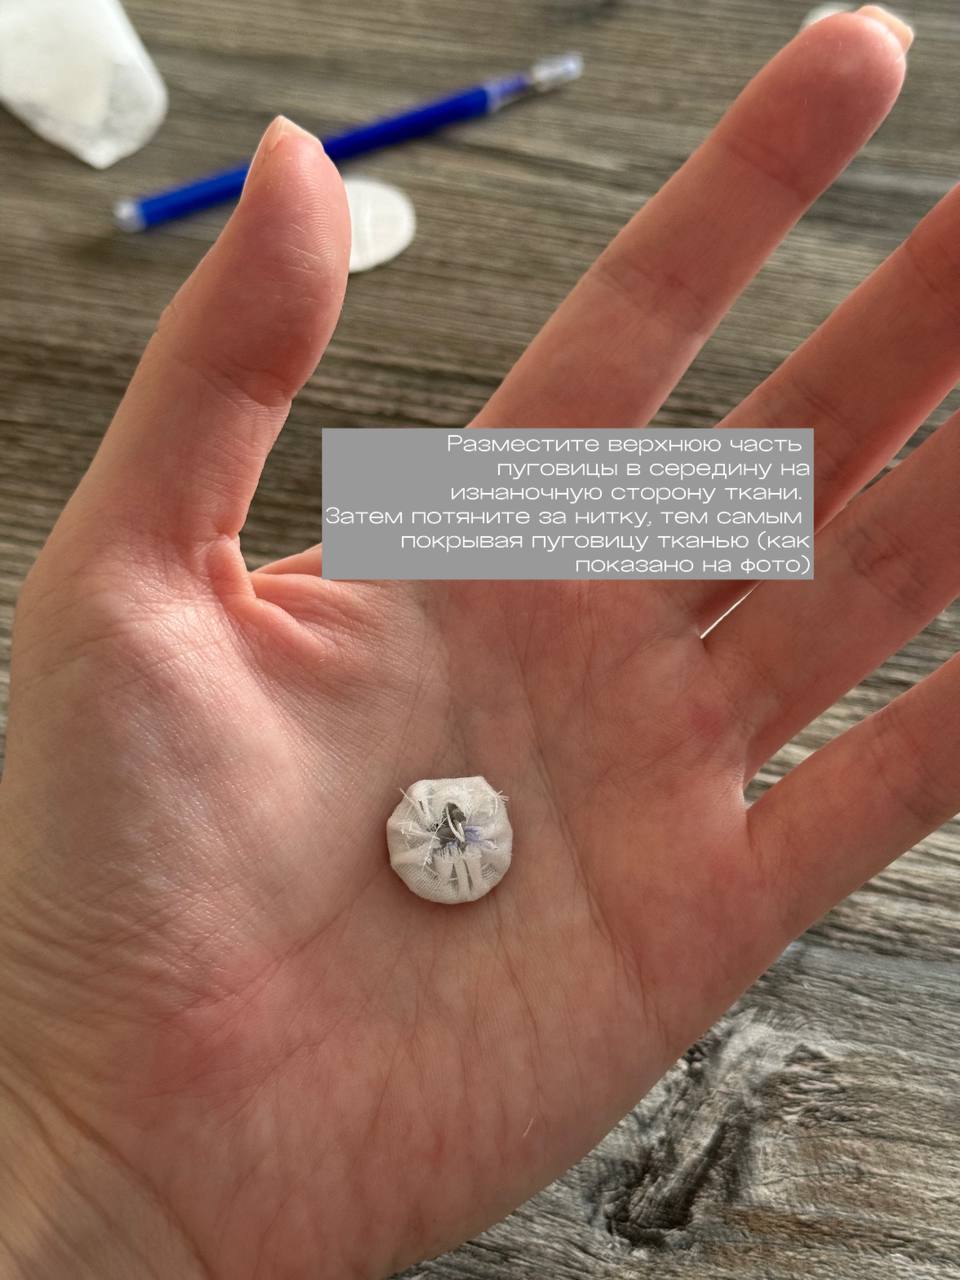 Разместите верхнюю часть
пуговицы в середину на
изнаночную сторону ткани.
Затем потяните за нитку, тем самым
покрывая пуговицу тканью (как
показано на фото)